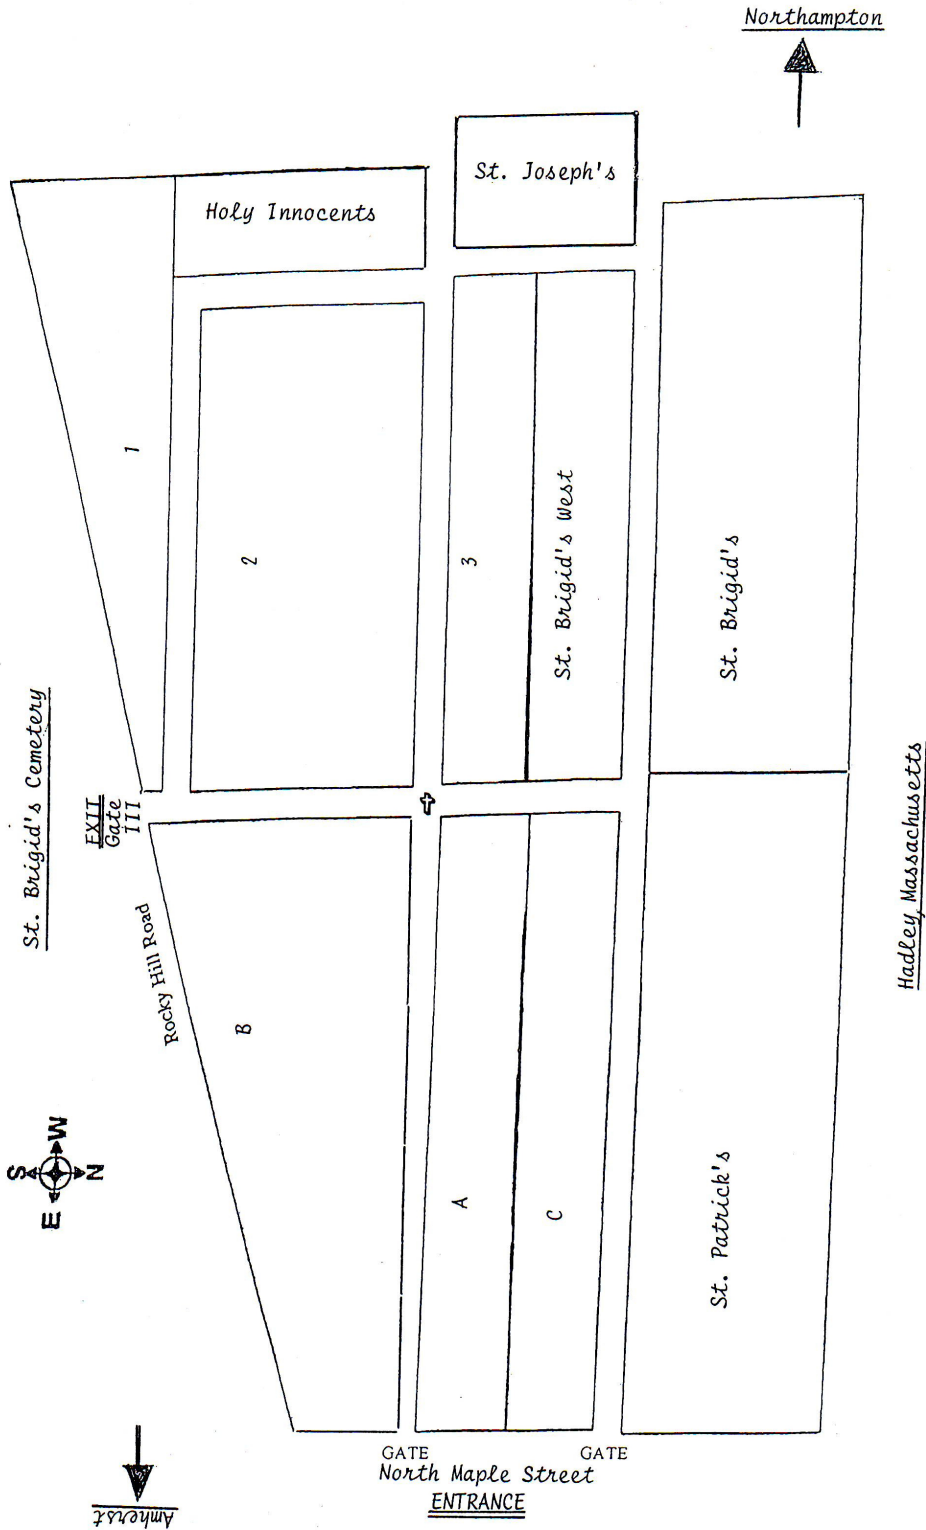 Northampton
St. Joseph's
Holy Innocents
1
2
3
St. Brigid's West
St. Brigid's
St. Brigid's Cemetery
EXIT
Gate
III
Hadley, Massachusetts
Rocky Hill Road
B
S
W
E
N
A
C
St. Patrick's
GATE
GATE
North Maple Street
ENTRANCE
Amherst